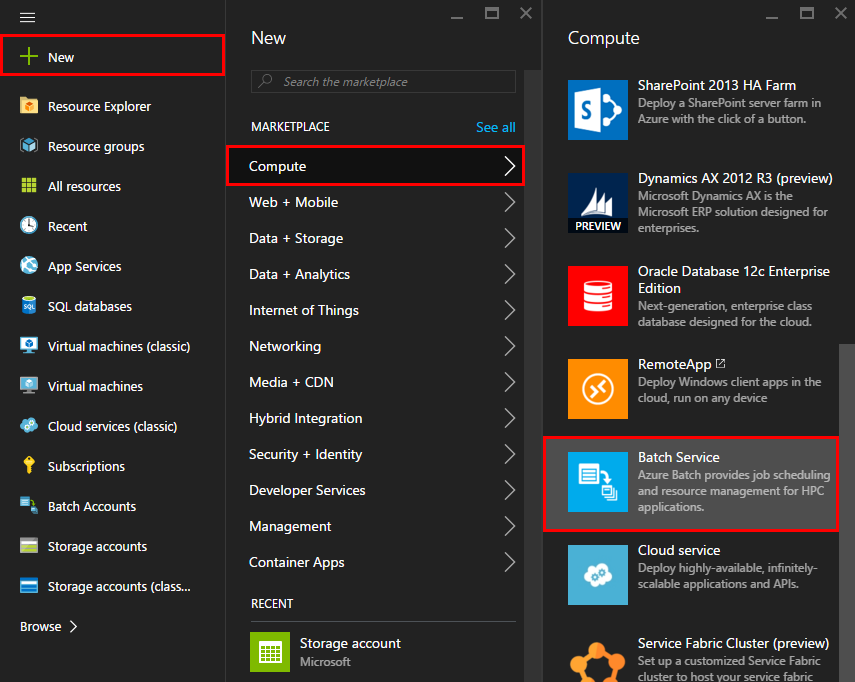 New
Resource Explorer
Resource groups
All resources
Recent
App Services
SQL
SQL databases
Virtual machines (classic)
Virtual machines
Cloud services (classic)
Subscriptions
Batch Accounts
Storage accounts
Storage accounts (class...
Browse
New
Search the marketplace
MARKETPLACE
See all
Compute
Web + Mobile
Data + Storage
Data + Analytics
Internet of Things
Networking
Media + CDN
Hybrid Integration
Security + Identity
Developer Services
Management
Container Apps
RECENT
Storage account
Microsoft
Compute
S
SharePoint 2013 HA Farm
Deploy a SharePoint server farm in
Azure with the click of a button.
PREVIEW
Dynamics AX 2012 R3 (preview)
Microsoft Dynamics AX is the
Microsoft ERP solution designed for
enterprises.
Oracle Database 12c Enterprise
Edition
Next-generation, enterprise class
database designed for the cloud.
RemoteApp
Deploy Windows client apps in the
cloud, run on any device
Batch Service
Azure Batch provides job scheduling
and resource management for HPC
applications.
Cloud service
Deploy highly-available, infinitely-
scalable applications and APIs.
Service Fabric Cluster (preview)
Set up a customized Service Fabric
cluster to host your service fabric